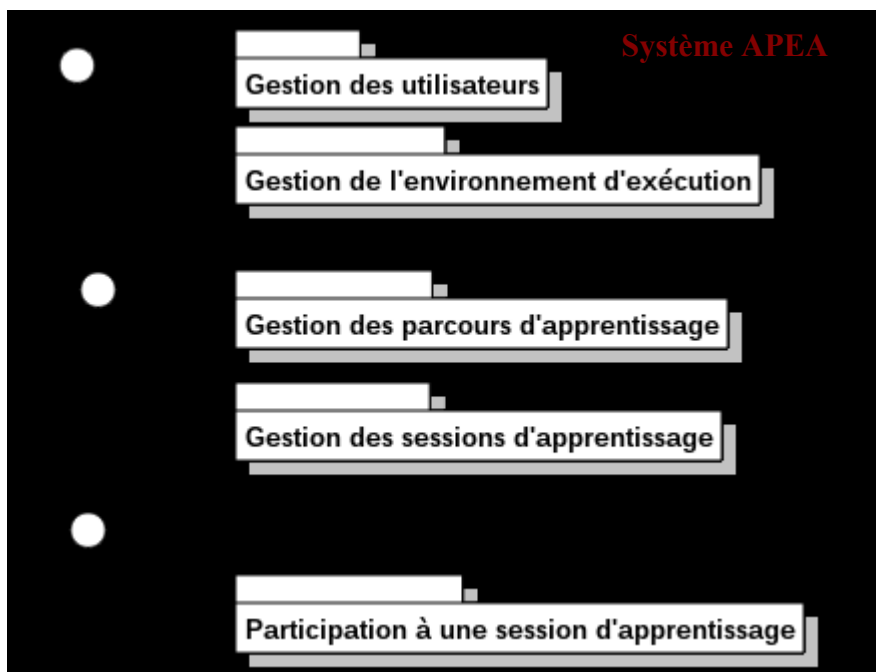 Système APEA
Gestion des utilisateurs
Gestion de l'environnement d'exécution
Gestion des parcours d'apprentissage
Gestion des sessions d'apprentissage
Participation à une session d'apprentissage